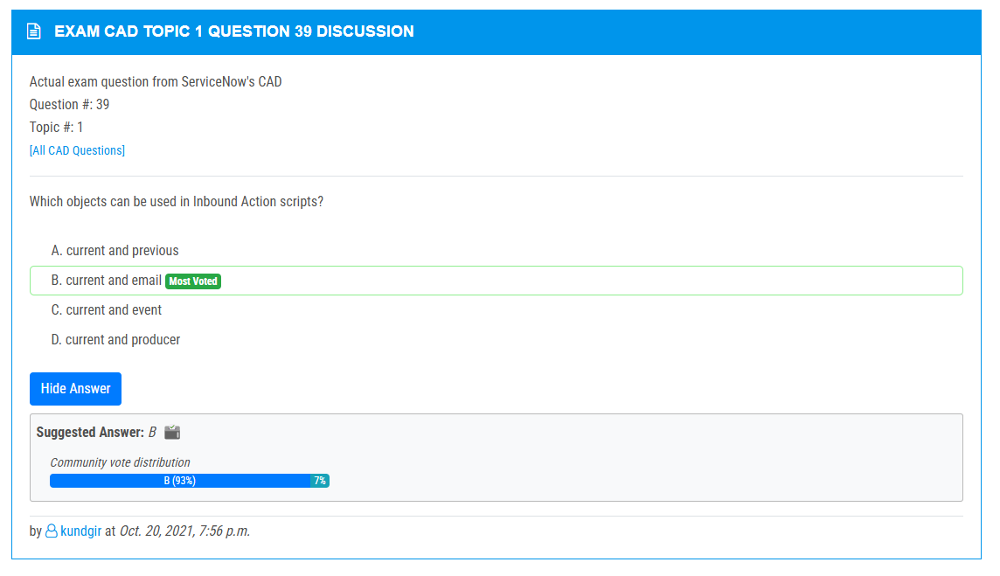 EXAM CAD TOPIC 1 QUESTION 39 DISCUSSION
Actual exam question from ServiceNow's CAD
Question #: 39
Topic #: 1
[All CAD Questions]
Which objects can be used in Inbound Action scripts?
A. current and previous
B. current and email Most Voted
C. current and event
D. current and producer
Hide Answer
Suggested Answer: B
Community vote distribution
B (93%) 7%
by kundgir at Oct. 20, 2021, 7:56 p.m.